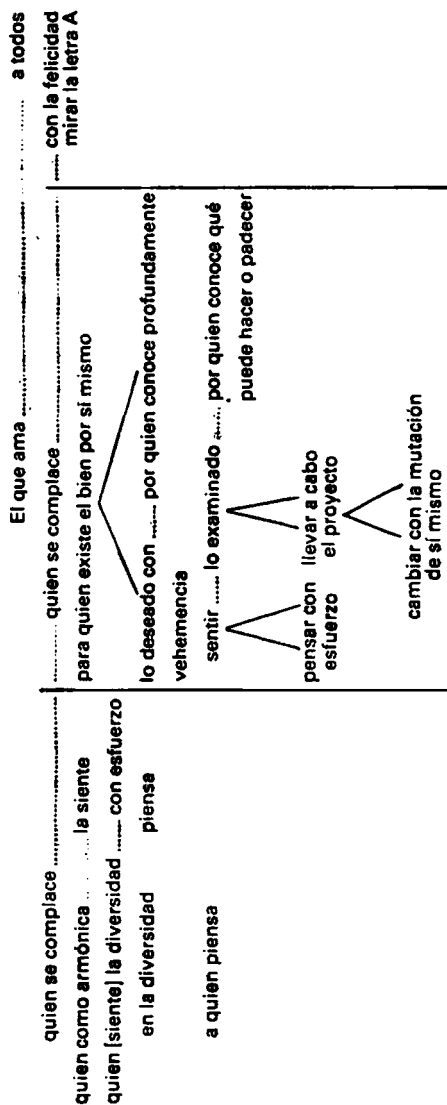 El que ama ........ a todos
quien se complace ........ quien se complace ........ con la felicidad
mirar la letra A
quien como armónica ........ la siente
para quien existe el bien por sí mismo
quien [siente] la diversidad ........ con esfuerzo
en la diversidad piensa
lo deseado con ........ por quien conoce profundamente
vehemencia
a quien piensa
sentir ........ lo examinado ........ por quien conoce qué
puede hacer o padecer
pensar con
esfuerzo
llevar a cabo
el proyecto
cambiar con la mutación
de sí mismo